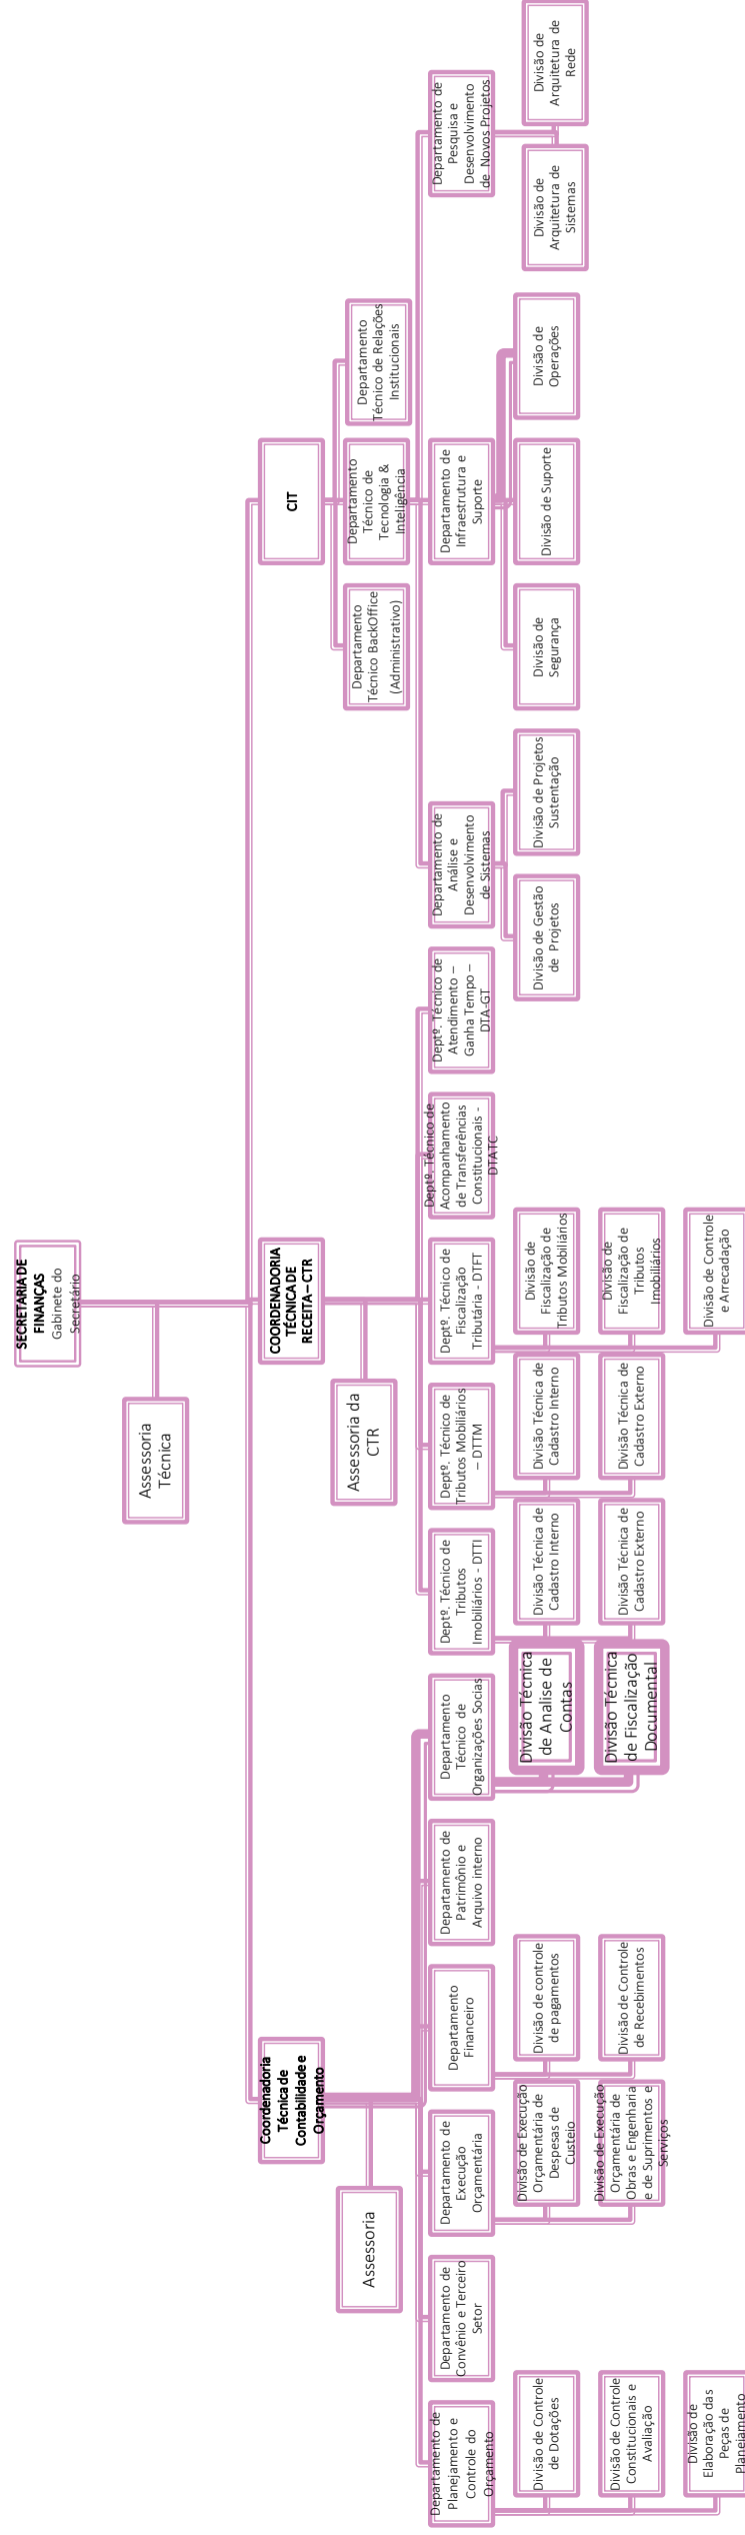 SECRETARIA DE
FINANÇAS
Gabinete do
Secretário
Assessoria
Técnica
Coordenadoria
Técnica de
Contabilidade e
Orçamento
COORDENADORIA
TÉCNICA DE
RECEITA – CTR
CIT
Assessoria
Assessoria da
CTR
Departamento
Técnico BackOffice
(Administrativo)
Departamento
Técnico de
Tecnologia &
Inteligência
Departamento
Técnico de Relações
Institucionais
Departamento de
Planejamento e
Controle do
Orçamento
Departamento de
Convênio e Terceiro
Setor
Departamento de
Execução
Orçamentária
Departamento
Financeiro
Departamento de
Patrimônio e
Arquivo interno
Departamento
Técnico de
Organizações Socias
Deptº. Técnico de
Tributos
Imobiliários - DTTI
Deptº. Técnico de
Tributos Mobiliários
– DTTM
Deptº. Técnico de
Fiscalização
Tributária - DTFT
Deptº. Técnico de
Acompanhamento
de Transferências
Constitucionais -
DTATC
Deptº. Técnico de
Atendimento –
Ganha Tempo –
DTA-GT
Departamento de
Análise e
Desenvolvimento
de Sistemas
Departamento de
Infraestrutura e
Suporte
Departamento de
Pesquisa e
Desenvolvimento
de Novos Projetos
Divisão de Controle
de Dotações
Divisão de Execução
Orçamentária de
Despesas de
Custeio
Divisão de controle
de pagamentos
Divisão Técnica
de Analise de
Contas
Divisão Técnica de
Cadastro Interno
Divisão Técnica de
Cadastro Interno
Divisão de
Fiscalização de
Tributos Mobiliários
Divisão de Gestão
de Projetos
Divisão de Projetos
Sustentação
Divisão de
Segurança
Divisão de Suporte
Divisão de
Operações
Divisão de
Arquitetura de
Sistemas
Divisão de
Arquitetura de
Rede
Divisão de Controle
Constitucionais e
Avaliação
Divisão de Execução
Orçamentária de
Obras e Engenharia
e de Suprimentos e
Serviços
Divisão de Controle
de Recebimentos
Divisão Técnica
de Fiscalização
Documental
Divisão Técnica de
Cadastro Externo
Divisão Técnica de
Cadastro Externo
Divisão de
Fiscalização de
Tributos
Imobiliários
Divisão de
Elaboração das
Peças de
Planejamento
Divisão de Controle
e Arrecadação